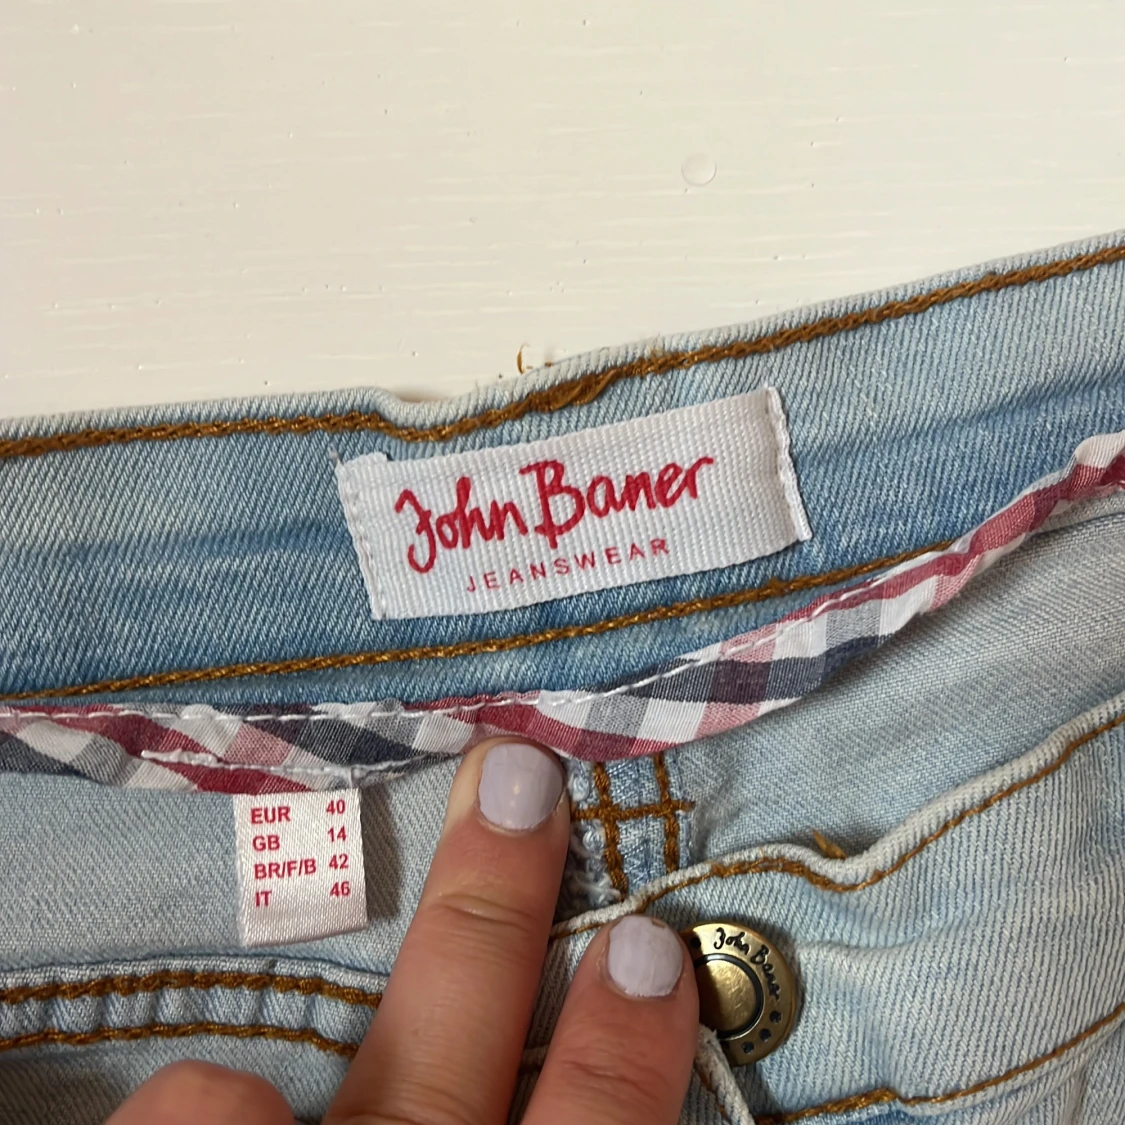 John Baner
JEANSWEAR
EUR 40
GB 14
BR/F/B 42
IT 46
John Baner